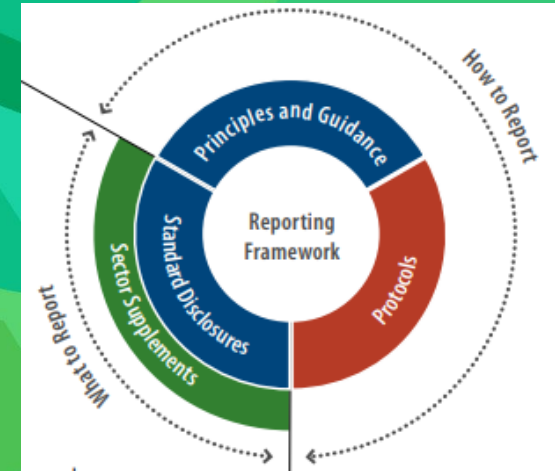 How to Report
Principles and Guidance
Reporting
Framework
Standard Disclosures
Sector Supplements
Protocols
What to Report